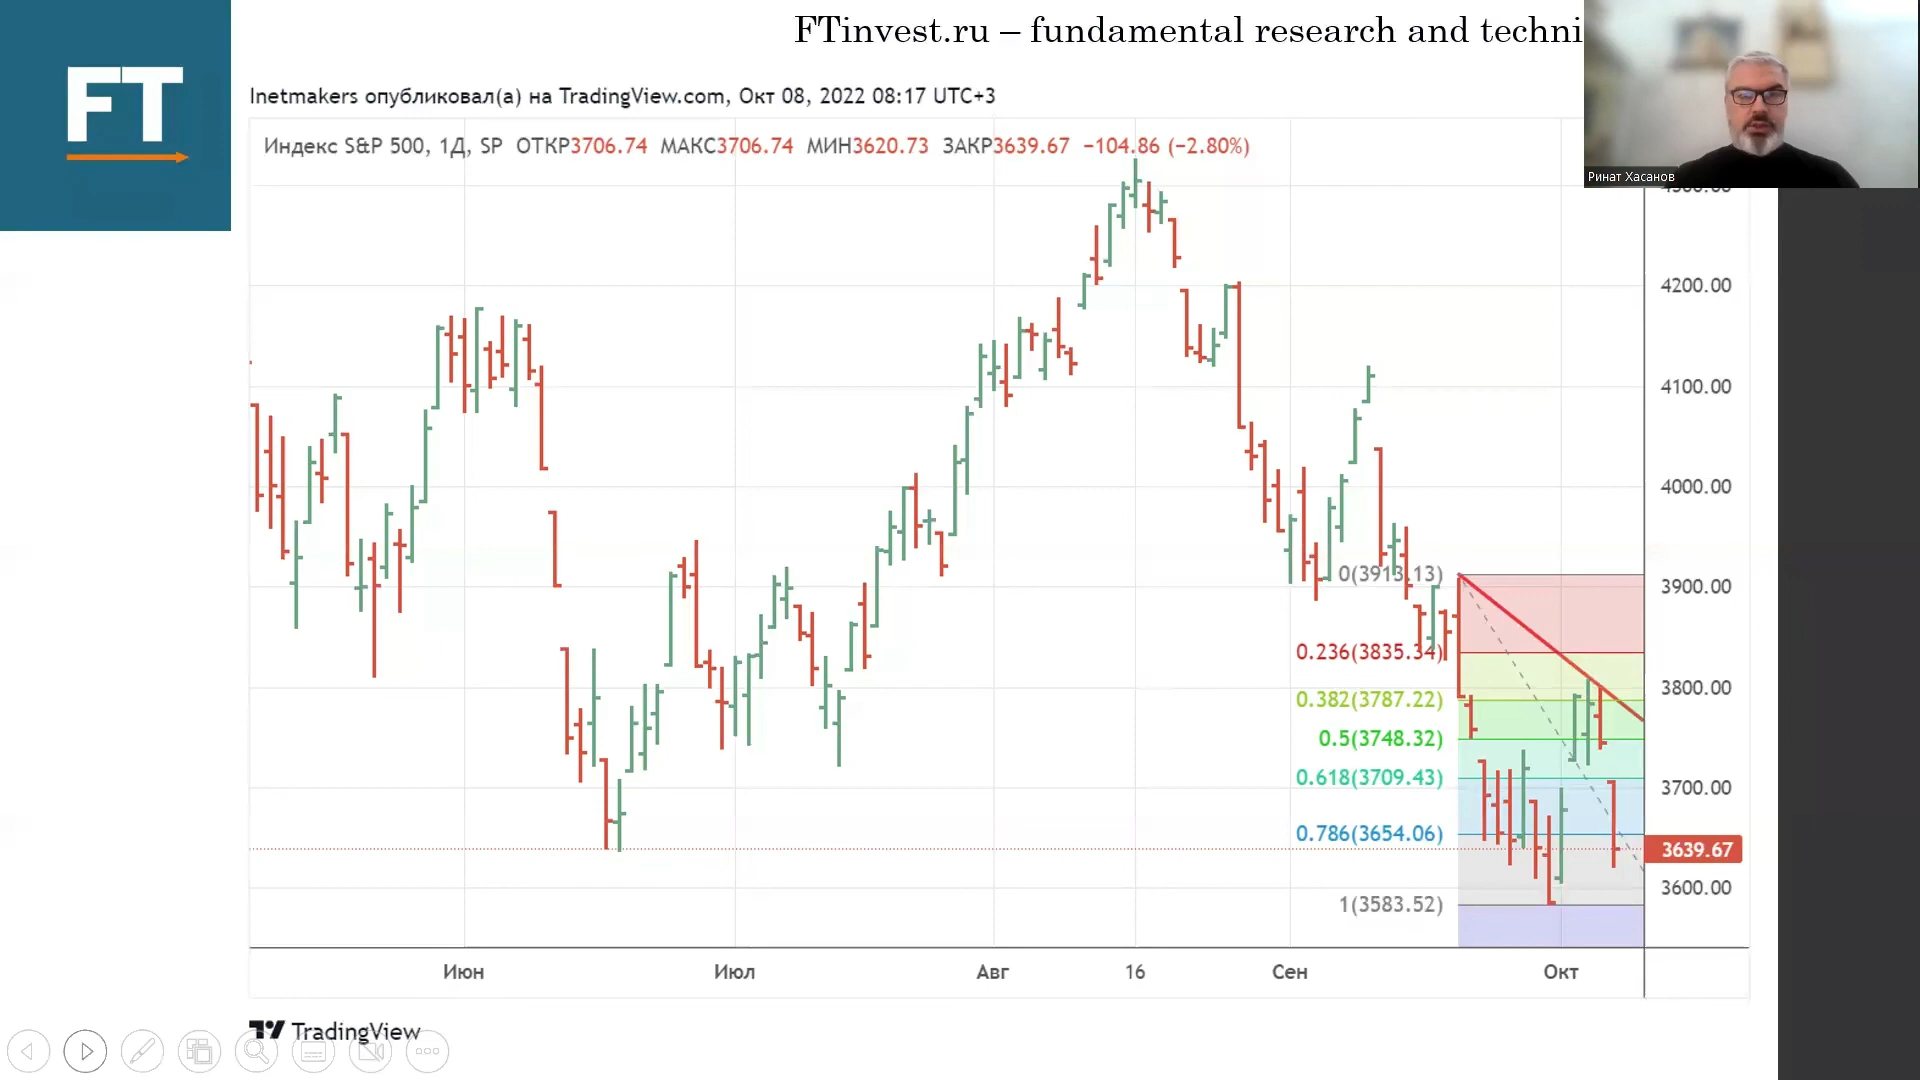 FTinvest.ru – fundamental research and techni
FT
Inetmakers опубликовал(а) на TradingView.com, Окт 08, 2022 08:17 UTC+3
Индекс S&P 500, 1Д, SP ОТКР3706.74 МАКС3706.74 МИН3620.73 ЗАКР3639.67 −104.86 (−2.80%)
Ринат Хасанов
4300.00
4200.00
4100.00
4000.00
0(3913.13)
3900.00
0.236(3835.34)
0.382(3787.22)
3800.00
0.5(3748.32)
0.618(3709.43)
3700.00
0.786(3654.06)
3639.67
3600.00
1(3583.52)
Июн Июл Авг 16 Сен Окт
TradingView